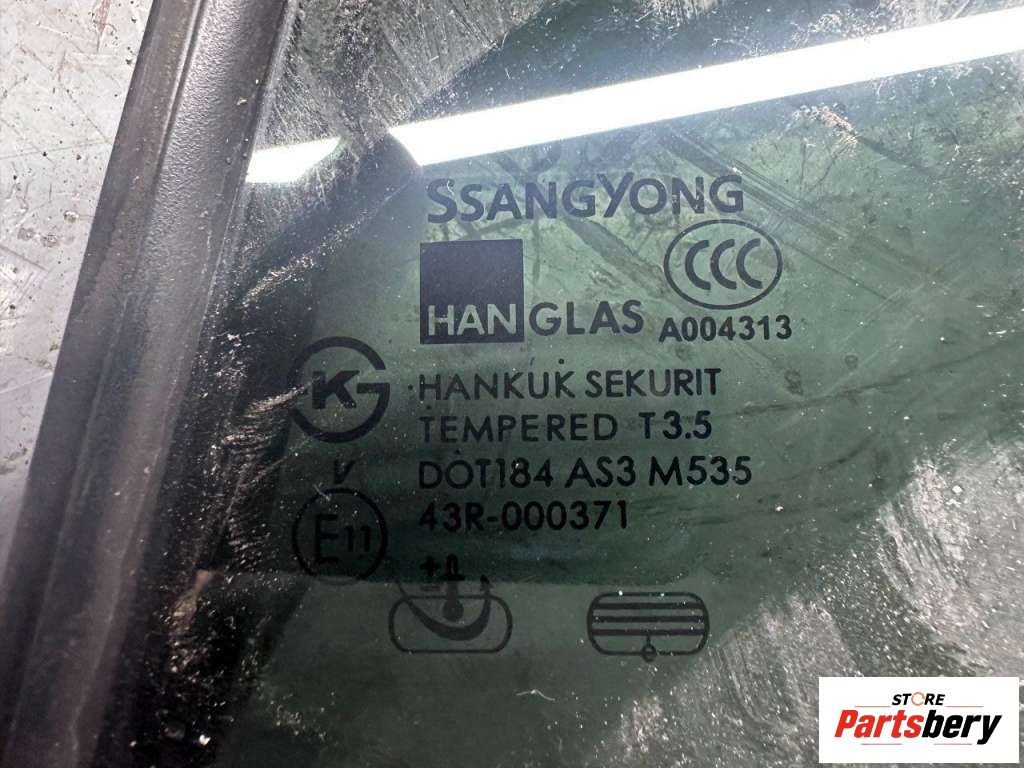 SSANGYONG
CCC
HANGLAS A004313
K HANKUK SEKURIT
TEMPERED T3.5
V DOT184 AS3 M535
E11 43R-000371
STORE
Partsbery